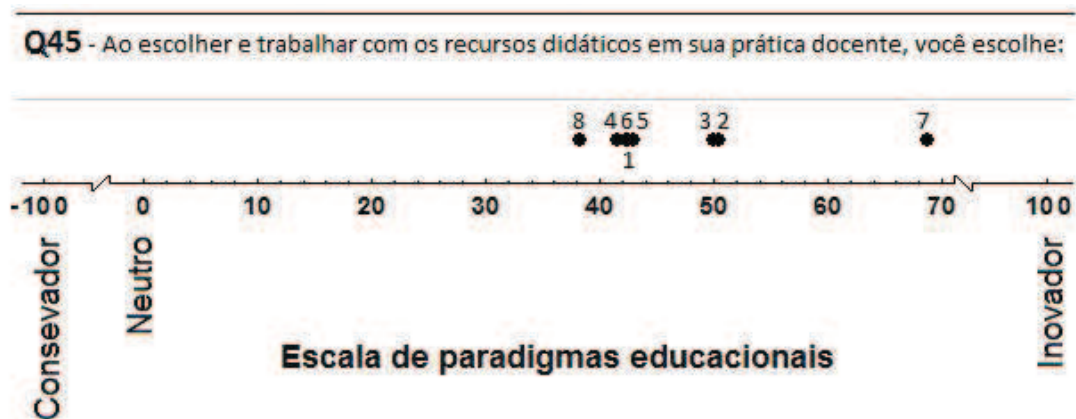 Q45 - Ao escolher e trabalhar com os recursos didáticos em sua prática docente, você escolhe:
8 4 6 5 3 2 7
1
-100 0 10 20 30 40 50 60 70 100
Consevador
Neutro
Inovador
Escala de paradigmas educacionais